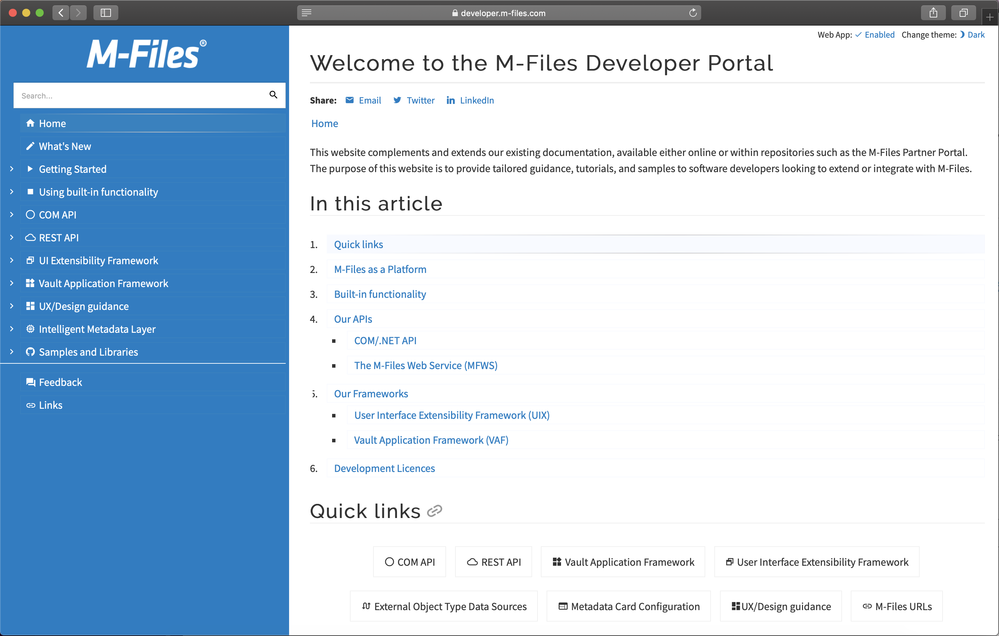 developer.m-files.com
M-Files®
Search...
Home
What's New
Getting Started
Using built-in functionality
COM API
REST API
UI Extensibility Framework
Vault Application Framework
UX/Design guidance
Intelligent Metadata Layer
Samples and Libraries
Feedback
Links
Web App: Enabled Change theme: Dark
Welcome to the M-Files Developer Portal
Share: Email Twitter LinkedIn
Home
This website complements and extends our existing documentation, available either online or within repositories such as the M-Files Partner Portal.
The purpose of this website is to provide tailored guidance, tutorials, and samples to software developers looking to extend or integrate with M-Files.
In this article
1. Quick links
2. M-Files as a Platform
3. Built-in functionality
4. Our APIs
COM/.NET API
The M-Files Web Service (MFWS)
5. Our Frameworks
User Interface Extensibility Framework (UIX)
Vault Application Framework (VAF)
6. Development Licences
Quick links
COM API REST API Vault Application Framework User Interface Extensibility Framework
External Object Type Data Sources Metadata Card Configuration UX/Design guidance M-Files URLs